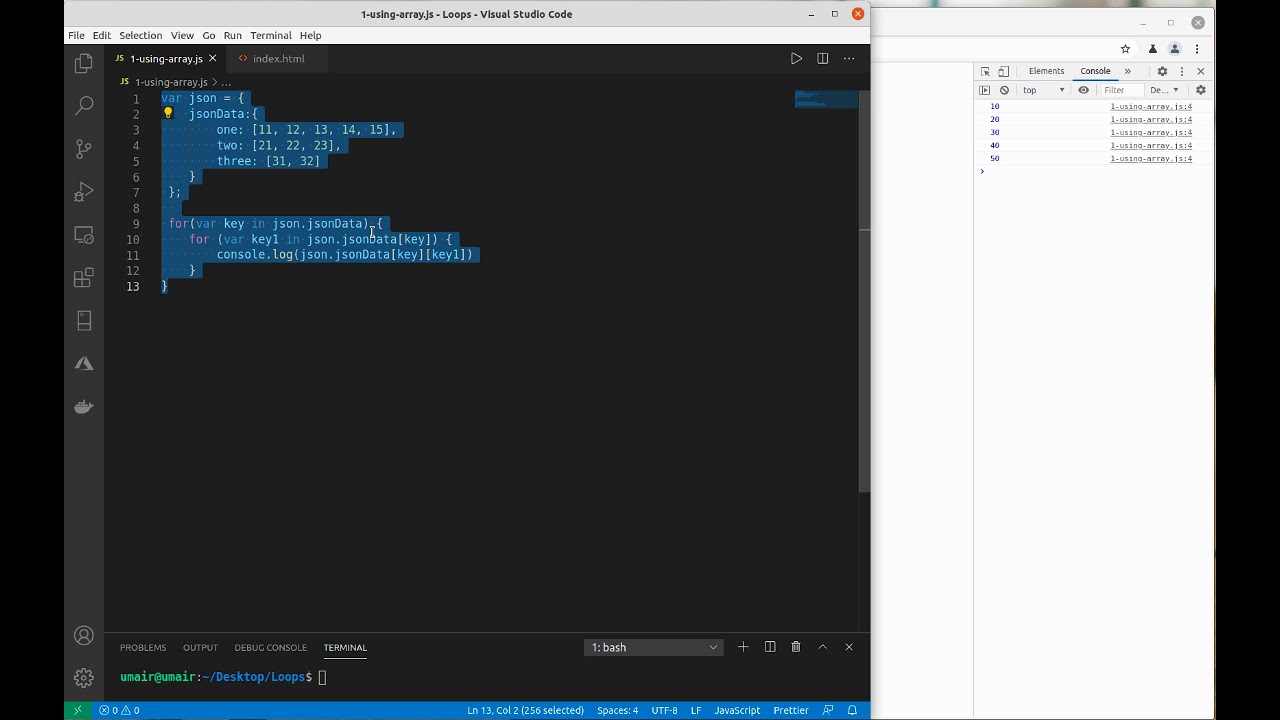 1-using-array.js - Loops - Visual Studio Code
File Edit Selection View Go Run Terminal Help
JS 1-using-array.js <> index.html
JS 1-using-array.js > ...
1 var json = {
2 jsonData:{
3 one: [11, 12, 13, 14, 15],
4 two: [21, 22, 23],
5 three: [31, 32]
6 }
7 };
8
9 for(var key in json.jsonData) {
10 for (var key1 in json.jsonData[key]) {
11 console.log(json.jsonData[key][key1])
12 }
13 }
PROBLEMS OUTPUT DEBUG CONSOLE TERMINAL
1: bash
umair@umair:~/Desktop/Loops$
0 0
Ln 13, Col 2 (256 selected) Spaces: 4 UTF-8 LF JavaScript Prettier
Elements Console »
top Filter De...
10 1-using-array.js:4
20 1-using-array.js:4
30 1-using-array.js:4
40 1-using-array.js:4
50 1-using-array.js:4
>